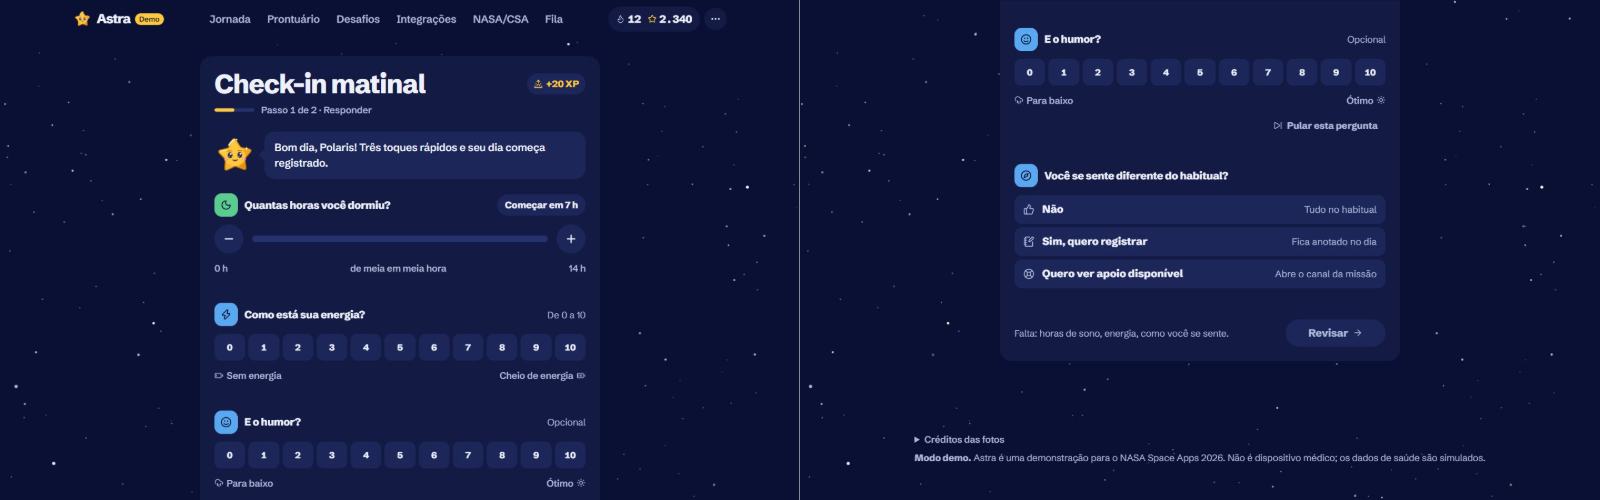 Astra Demo Jornada Prontuário Desafios Integrações NASA/CSA Fila 12 2.340 ...
Check-in matinal
+20 XP
Passo 1 de 2 · Responder
Bom dia, Polaris! Três toques rápidos e seu dia começa
registrado.
Quantas horas você dormiu? Começar em 7 h
− +
0 h de meia em meia hora 14 h
Como está sua energia? De 0 a 10
0 1 2 3 4 5 6 7 8 9 10
Sem energia Cheio de energia
E o humor? Opcional
0 1 2 3 4 5 6 7 8 9 10
Para baixo Ótimo
E o humor? Opcional
0 1 2 3 4 5 6 7 8 9 10
Para baixo Ótimo
Pular esta pergunta
Você se sente diferente do habitual?
Não Tudo no habitual
Sim, quero registrar Fica anotado no dia
Quero ver apoio disponível Abre o canal da missão
Falta: horas de sono, energia, como você se sente. Revisar →
▶ Créditos das fotos
Modo demo. Astra é uma demonstração para o NASA Space Apps 2026. Não é dispositivo médico; os dados de saúde são simulados.